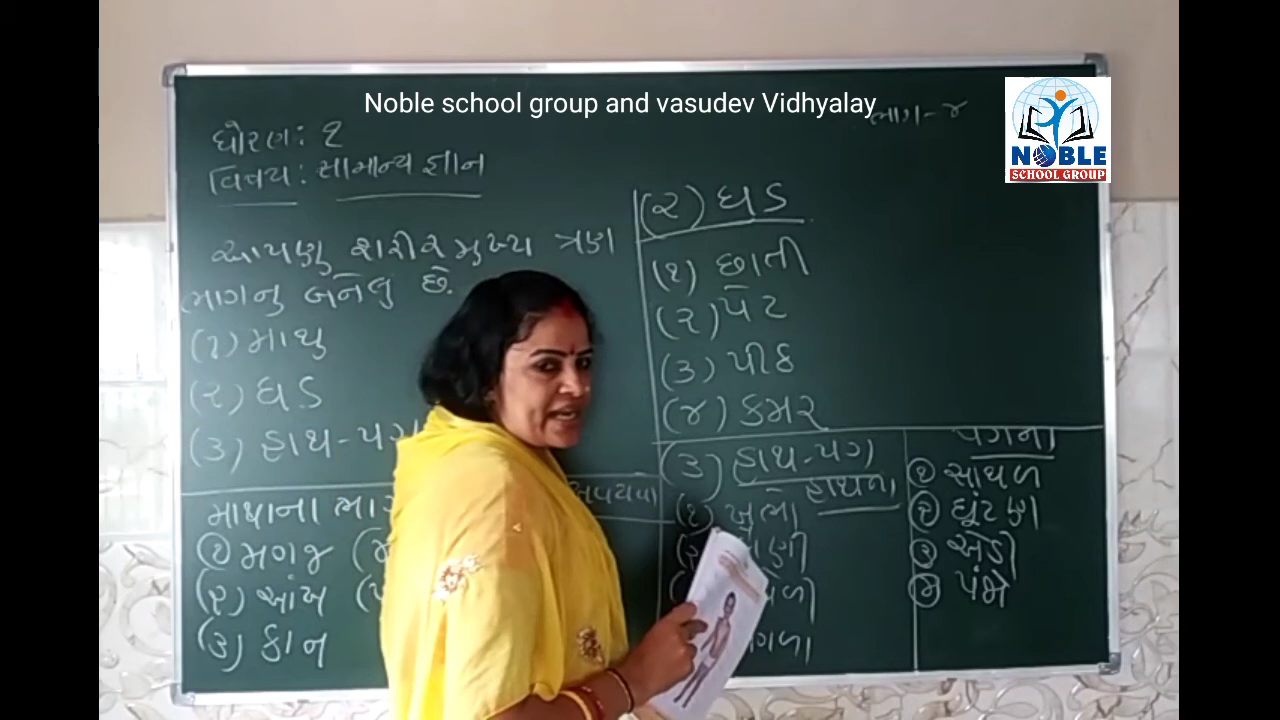 Noble school group and vasudev Vidhyalay
NOBLE
SCHOOL GROUP
ભાગ-૪
ધોરણ: ૨
વિષય: સામાન્ય જ્ઞાન
આપણુ શરીર મુખ્ય ત્રણ
ભાગનુ બનેલુ છે.
(૧) માથુ
(૨) ધડ
(૩) હાથ-પગ
માથાના
(૧) મગજ
(૨) આંખ
(૩) કાન
અવયવો
(૨) ધડ
(૧) છાતી
(૨) પેટ
(૩) પીઠ
(૪) કમર
(૩) હાથ-પગ
હાથના
(૧) ખભો
પગના
૧ સાથળ
૨ ઘૂંટણ
૩ એડી
૪ પંજો